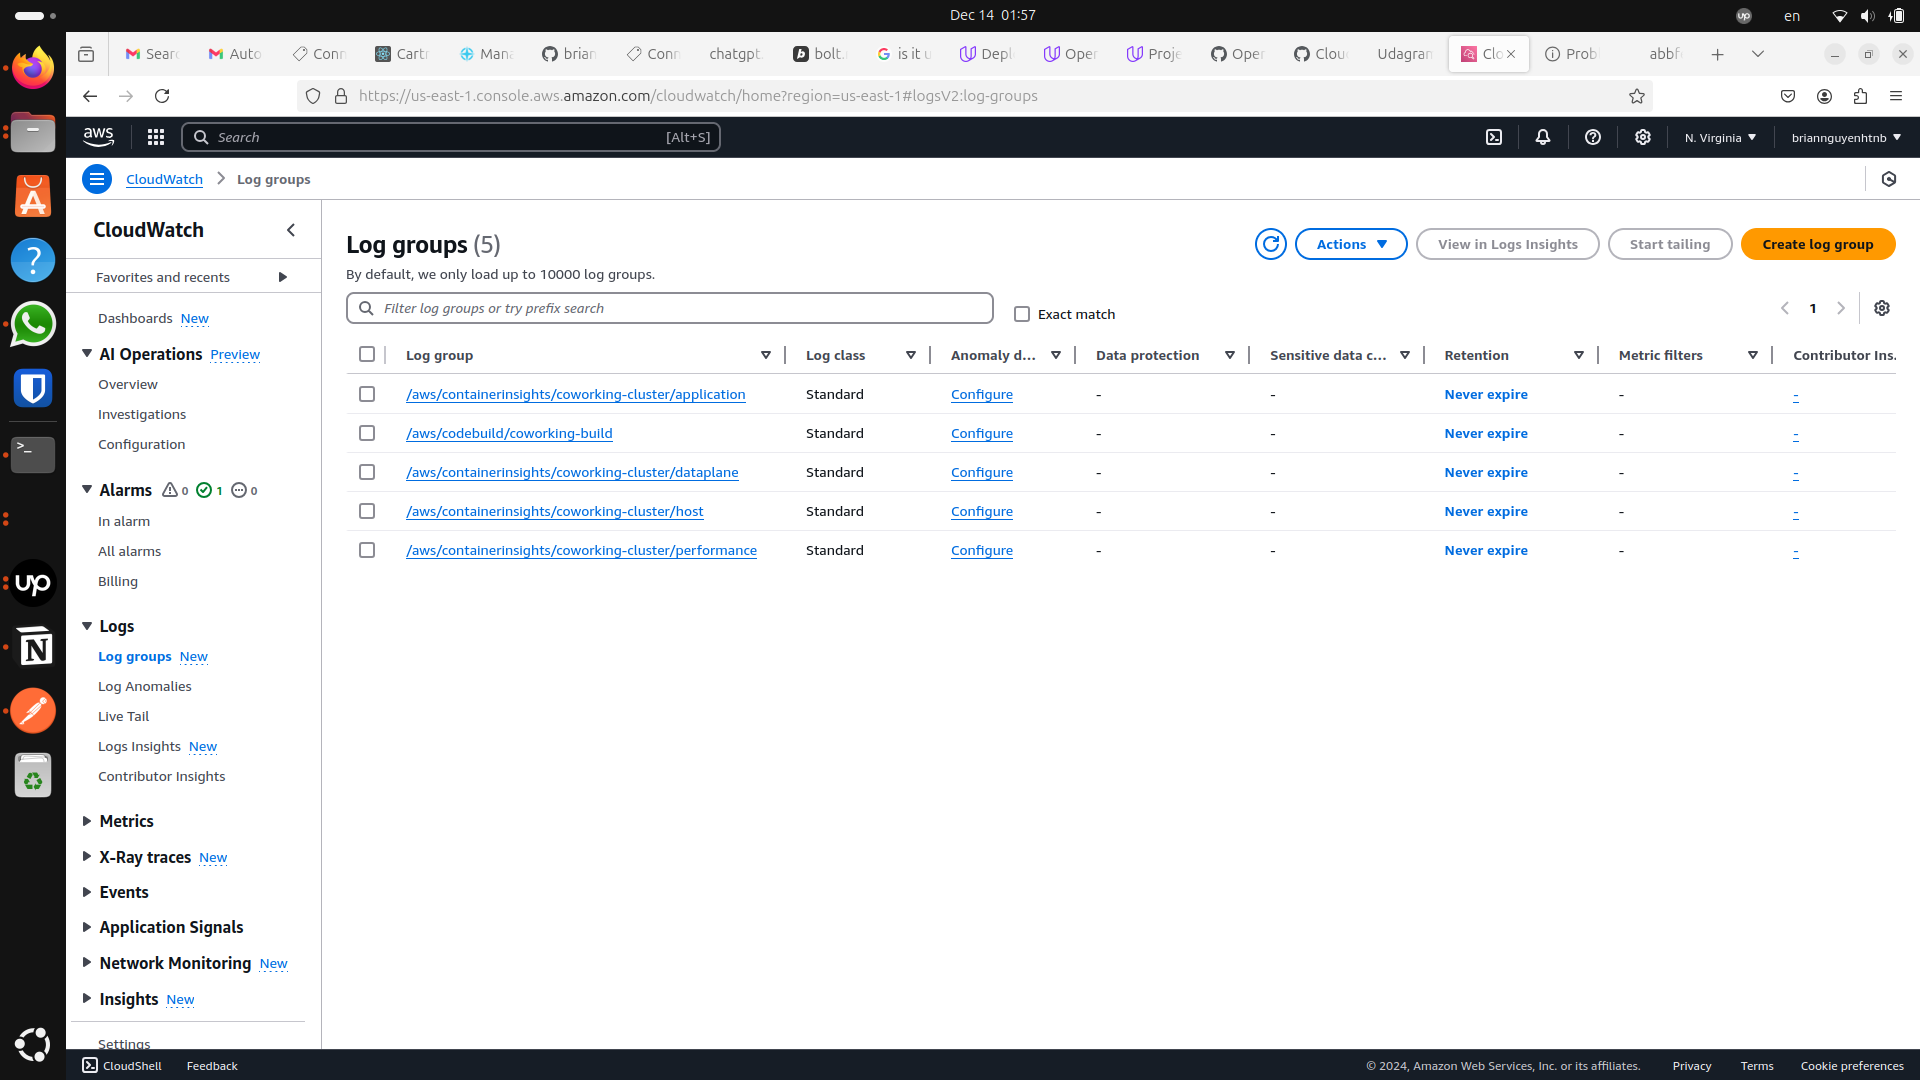 Dec 14 01:57
up
en
Sear
Auto
Conn
Cart
Mana
brian
Conn
chatgpt.
bolt.
is it u
Depl
Oper
Proje
Oper
Clou
Udagran
Clo
Prob
abbf
https://us-east-1.console.aws.amazon.com/cloudwatch/home?region=us-east-1#logsV2:log-groups
aws
Search
[Alt+S]
N. Virginia
briannguyenhtnb
CloudWatch
Log groups
CloudWatch
Favorites and recents
Dashboards New
AI Operations Preview
Overview
Investigations
Configuration
Alarms 0 1 0
In alarm
All alarms
Billing
Logs
Log groups New
Log Anomalies
Live Tail
Logs Insights New
Contributor Insights
Metrics
X-Ray traces New
Events
Application Signals
Network Monitoring New
Insights New
Settings
Log groups (5)
By default, we only load up to 10000 log groups.
Actions
View in Logs Insights
Start tailing
Create log group
Filter log groups or try prefix search
Exact match
1
Log group Log class Anomaly d... Data protection Sensitive data c... Retention Metric filters Contributor Ins.
/aws/containerinsights/coworking-cluster/application Standard Configure - - Never expire - -
/aws/codebuild/coworking-build Standard Configure - - Never expire - -
/aws/containerinsights/coworking-cluster/dataplane Standard Configure - - Never expire - -
/aws/containerinsights/coworking-cluster/host Standard Configure - - Never expire - -
/aws/containerinsights/coworking-cluster/performance Standard Configure - - Never expire - -
CloudShell
Feedback
© 2024, Amazon Web Services, Inc. or its affiliates.
Privacy
Terms
Cookie preferences